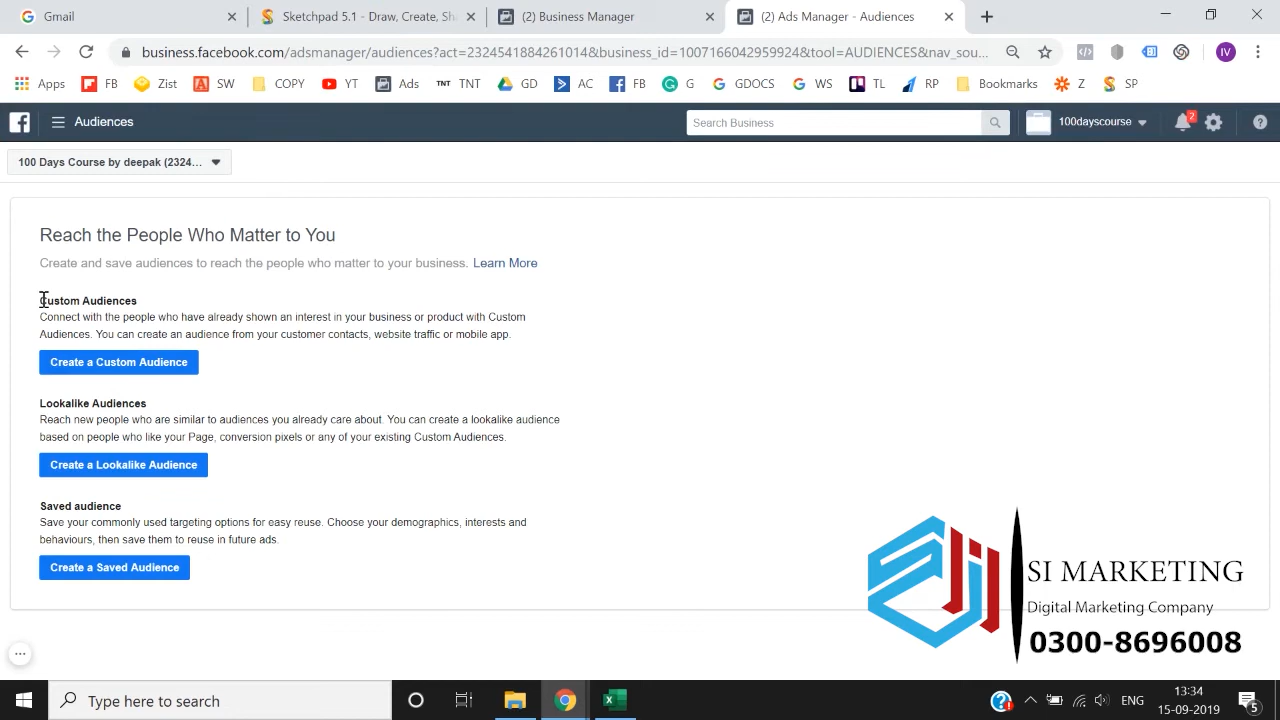 Gmail
Sketchpad 5.1 - Draw, Create, Sha
(2) Business Manager
(2) Ads Manager - Audiences
business.facebook.com/adsmanager/audiences?act=23245418426101​4&business_id=1007166042959924&tool=AUDIENCES&nav_sou...
IV
Apps FB Zist SW COPY YT Ads TNT TNT GD AC FB G GDOCS WS TL RP Bookmarks Z SP
Audiences
Search Business
100dayscourse
2
100 Days Course by deepak (2324...
Reach the People Who Matter to You
Create and save audiences to reach the people who matter to your business. Learn More
Custom Audiences
Connect with the people who have already shown an interest in your business or product with Custom
Audiences. You can create an audience from your customer contacts, website traffic or mobile app.
Create a Custom Audience
Lookalike Audiences
Reach new people who are similar to audiences you already care about. You can create a lookalike audience
based on people who like your Page, conversion pixels or any of your existing Custom Audiences.
Create a Lookalike Audience
Saved audience
Save your commonly used targeting options for easy reuse. Choose your demographics, interests and
behaviours, then save them to reuse in future ads.
Create a Saved Audience
SI MARKETING
Digital Marketing Company
0300-8696008
Type here to search
ENG
13:34
15-09-2019
5